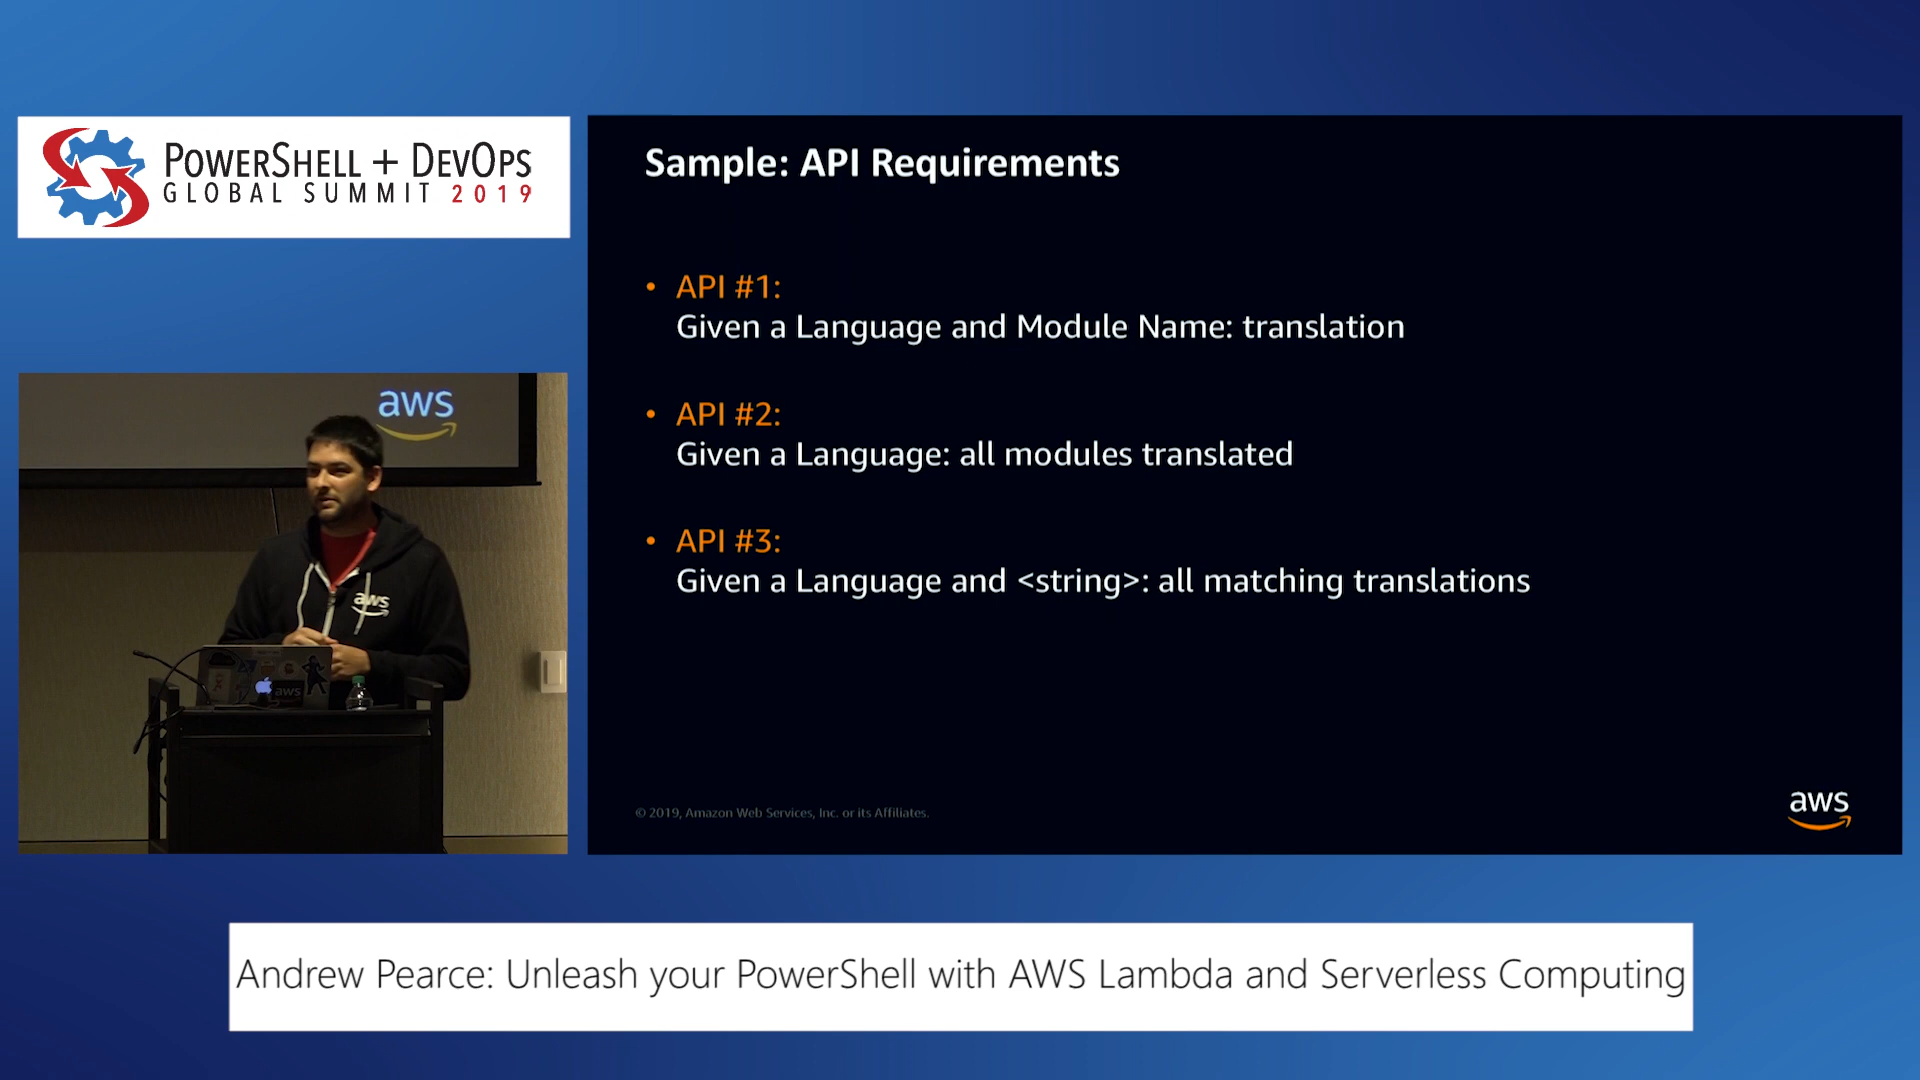 POWERSHELL + DEVOPS
GLOBAL SUMMIT 2019
aws
aws
aws
Sample: API Requirements
• API #1:
Given a Language and Module Name: translation
• API #2:
Given a Language: all modules translated
• API #3:
Given a Language and <string>: all matching translations
© 2019, Amazon Web Services, Inc. or its Affiliates.
aws
Andrew Pearce: Unleash your PowerShell with AWS Lambda and Serverless Computing